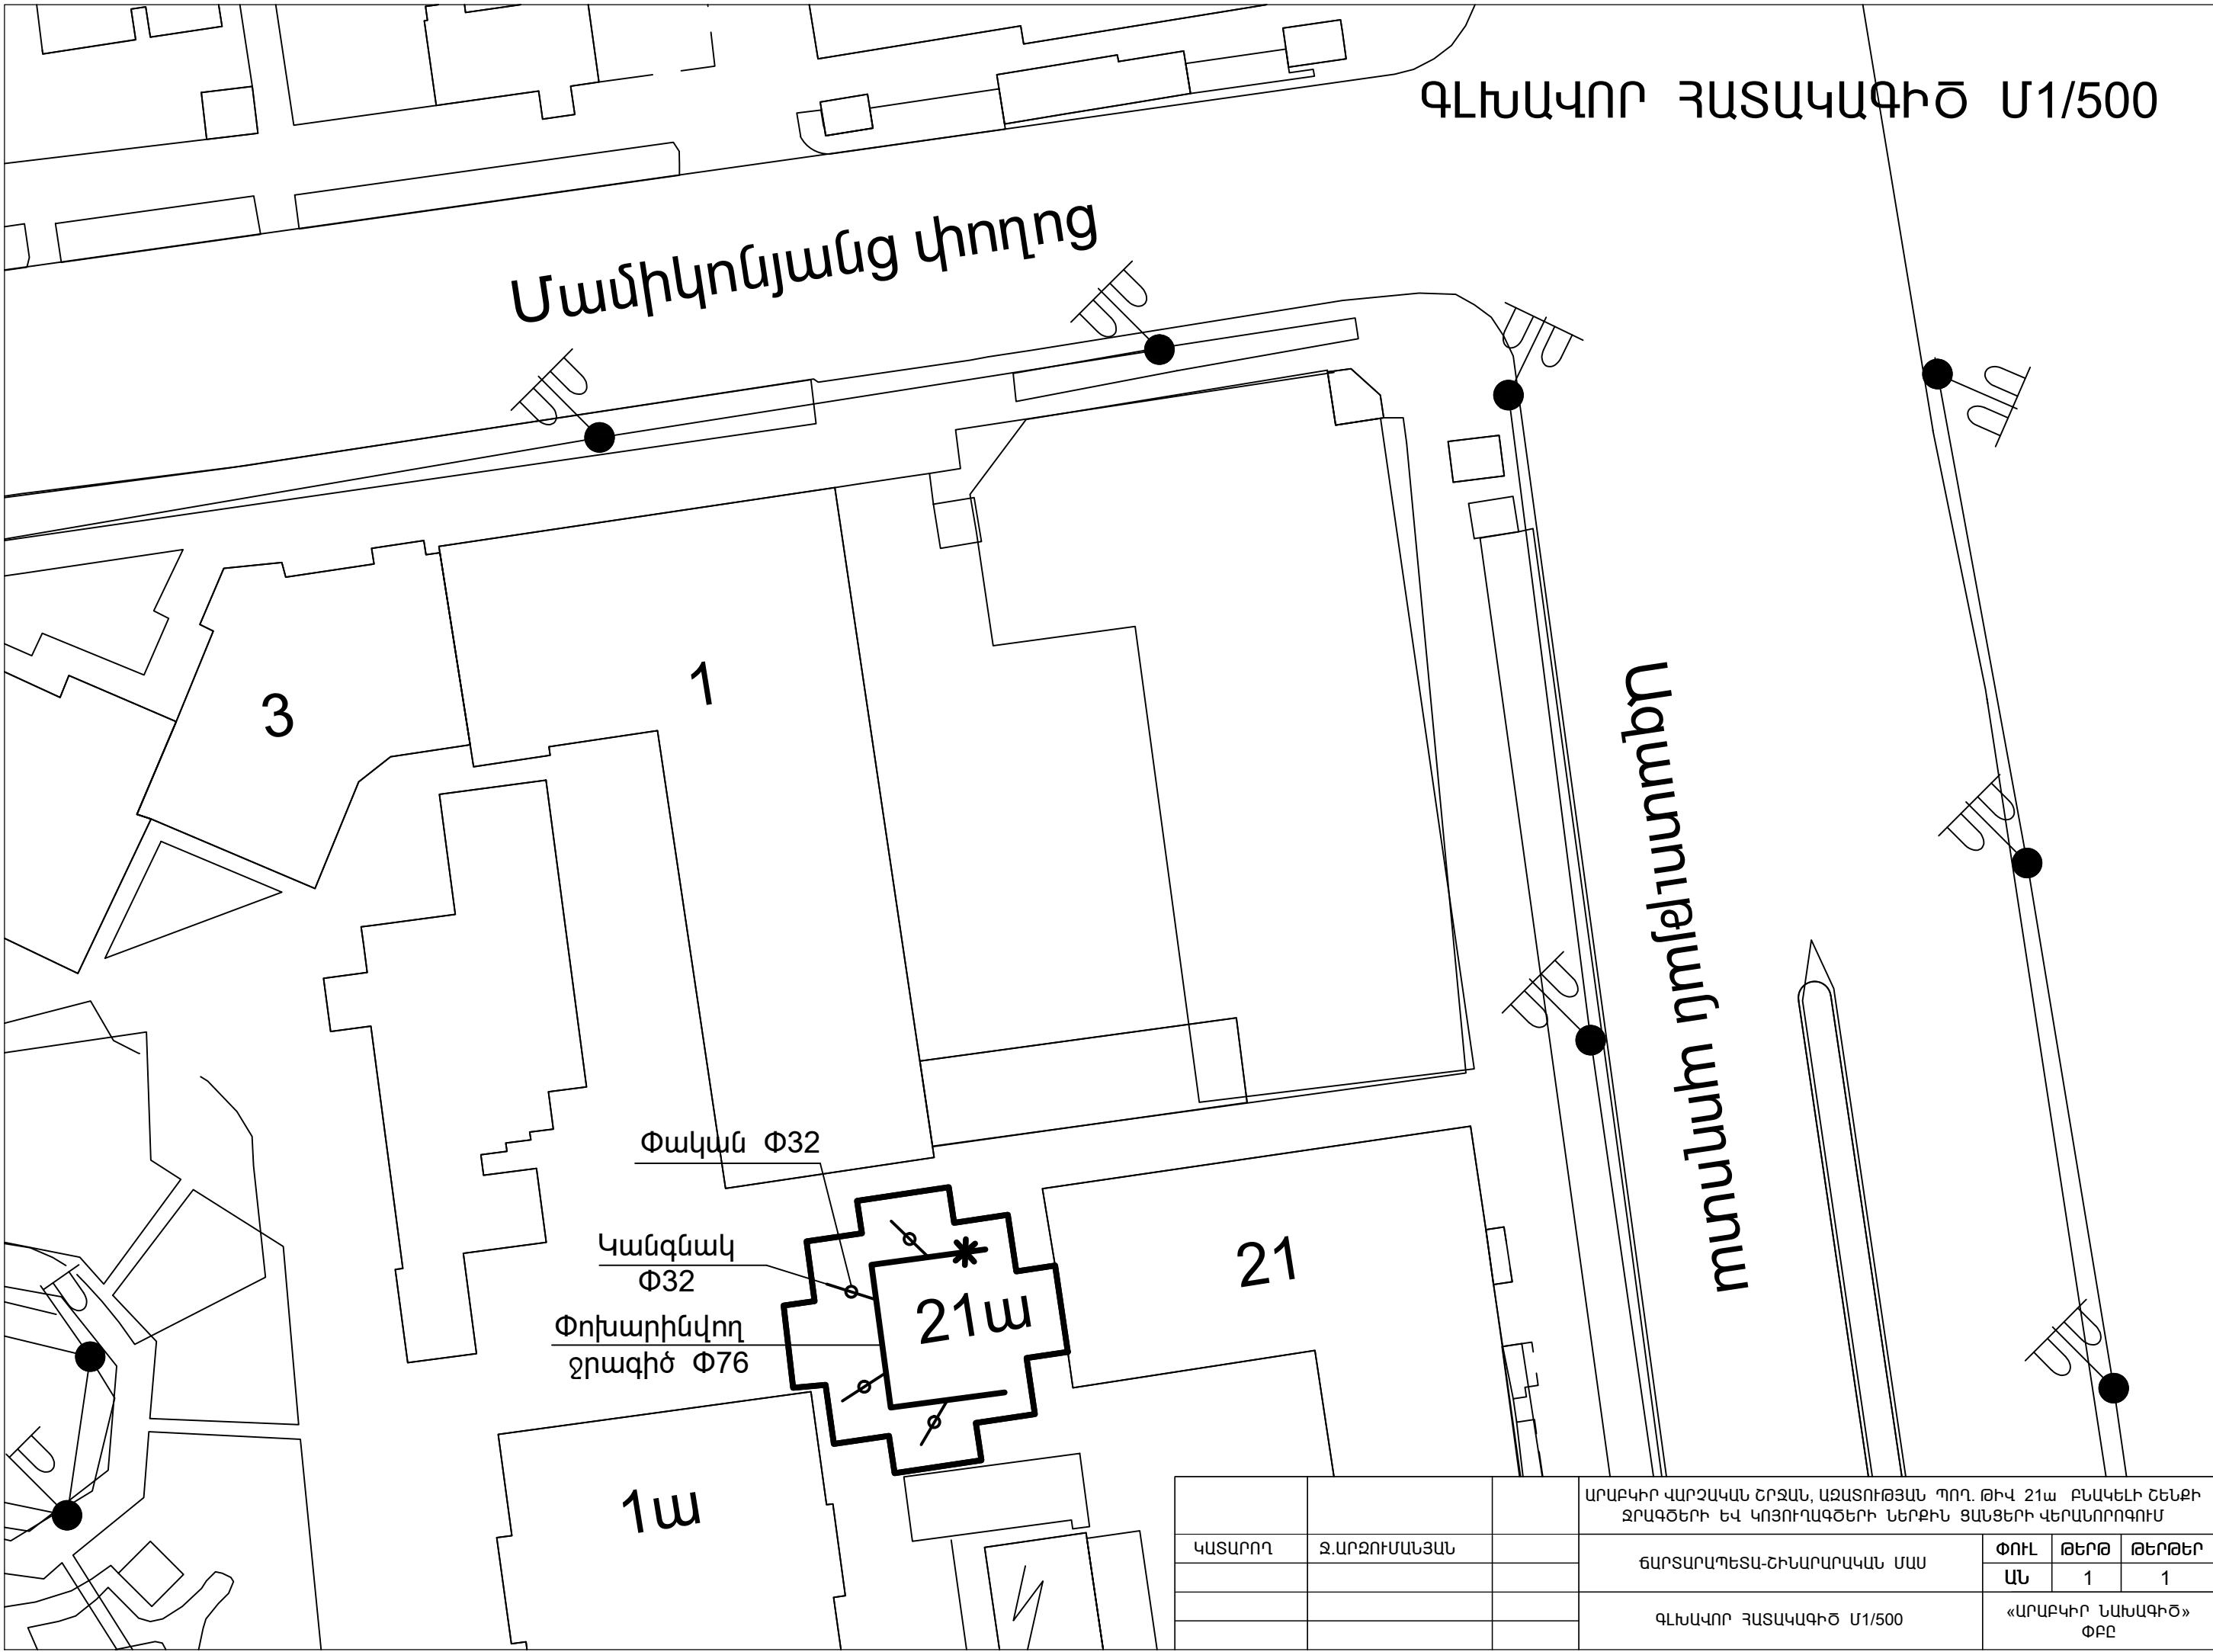 ԳԼԽԱՎՈՐ ՀԱՏԱԿԱԳԻԾ Մ1/500
Մամիկոնյանց փողոց
Ազատության պողոտա
3
1
Փական Փ32
Կանգնակ
Փ32
Փոխարինվող
ջրագիծ Փ76
21ա
21
1ա
ԱՐԱԲԿԻՐ ՎԱՐՉԱԿԱՆ ՇՐՋԱՆ, ԱԶԱՏՈՒԹՅԱՆ ՊՈՂ. ԹԻՎ 21ա ԲՆԱԿԵԼԻ ՇԵՆՔԻ
ՋՐԱԳԾԵՐԻ ԵՎ ԿՈՅՈՒՂԱԳԾԵՐԻ ՆԵՐՔԻՆ ՑԱՆՑԵՐԻ ՎԵՐԱՆՈՐՈԳՈՒՄ
ԿԱՏԱՐՈՂ Ջ.ԱՐԶՈՒՄԱՆՅԱՆ
ՃԱՐՏԱՐԱՊԵՏԱ-ՇԻՆԱՐԱՐԱԿԱՆ ՄԱՍ
ՓՈՒԼ ԹԵՐԹ ԹԵՐԹԵՐ
ԱՆ 1 1
ԳԼԽԱՎՈՐ ՀԱՏԱԿԱԳԻԾ Մ1/500
«ԱՐԱԲԿԻՐ ՆԱԽԱԳԻԾ»
ՓԲԸ